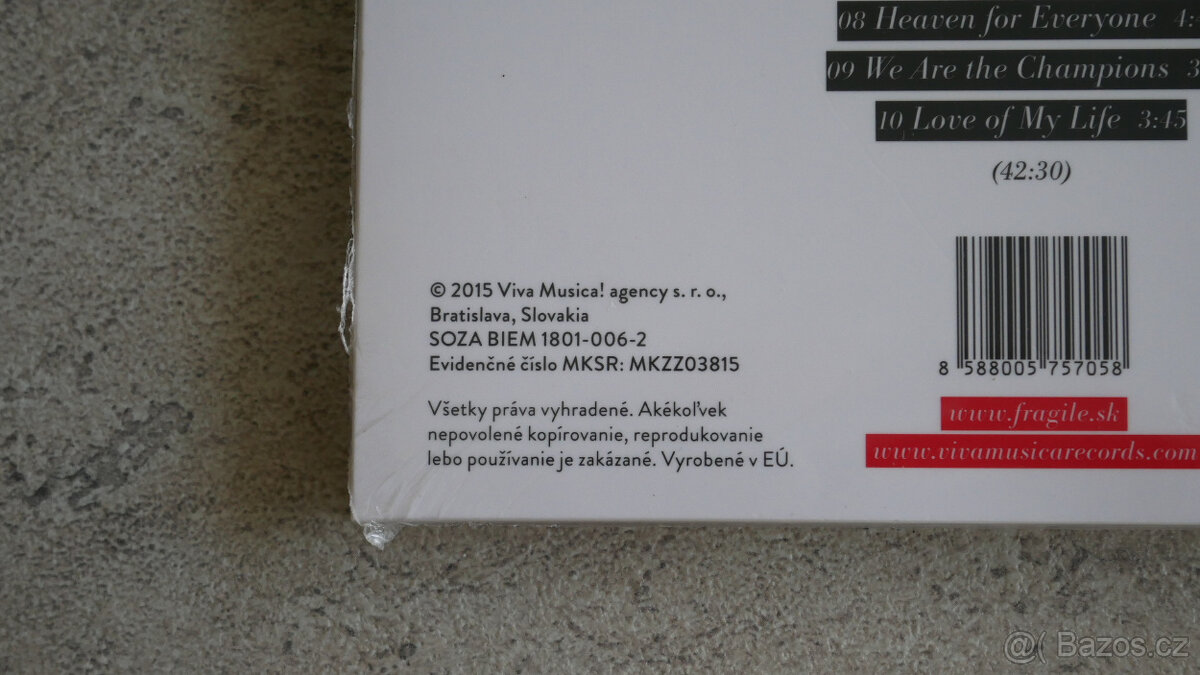 08 Heaven for Everyone 4:
09 We Are the Champions 3
10 Love of My Life 3:45
(42:30)
© 2015 Viva Musica! agency s. r. o.,
Bratislava, Slovakia
SOZA BIEM 1801-006-2
Evidenčné číslo MKSR: MKZZ03815
Všetky práva vyhradené. Akékoľvek
nepovolené kopírovanie, reprodukovanie
lebo používanie je zakázané. Vyrobené v EÚ.
8 588005 757058
www.fragile.sk
www.vivamusicarecords.com
Bazos.cz